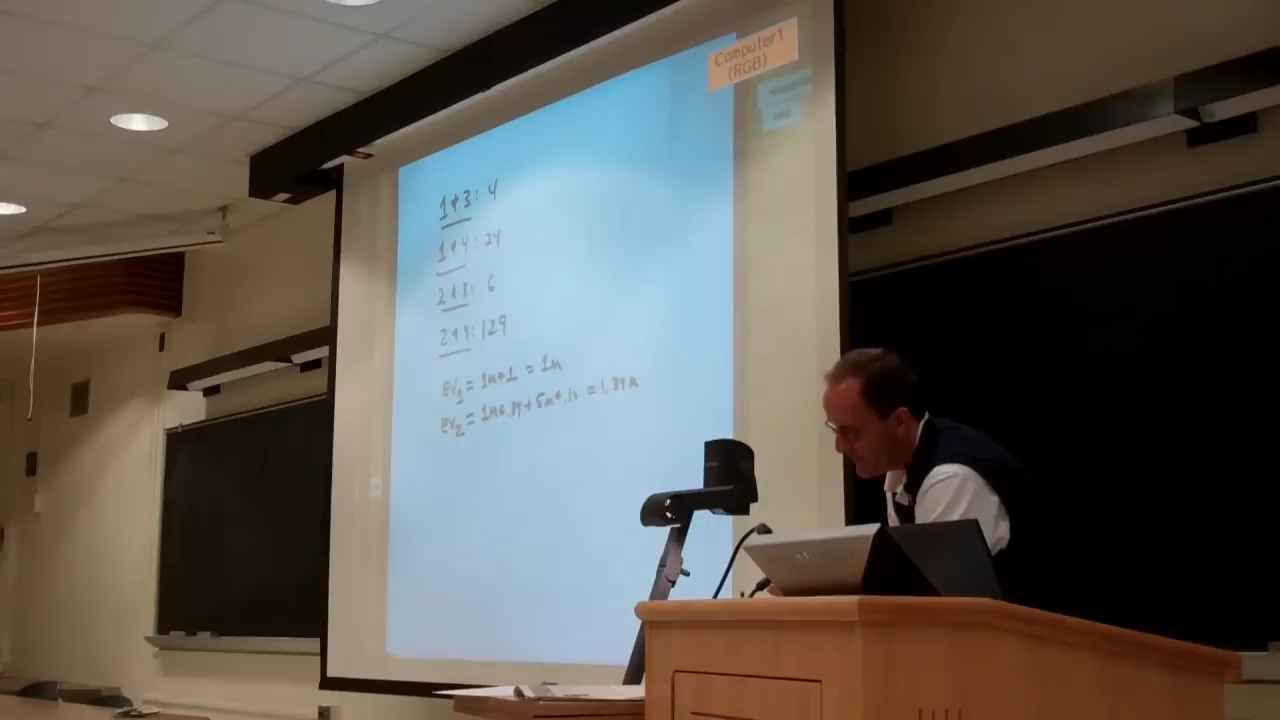 Computer1
(RGB)
1+3: 4
1+4: 24
2+3: 6
2+4: 129
EV1 = 1M*1 = 1M
EV2 = 1M*.89+5M*.10 = 1.39M